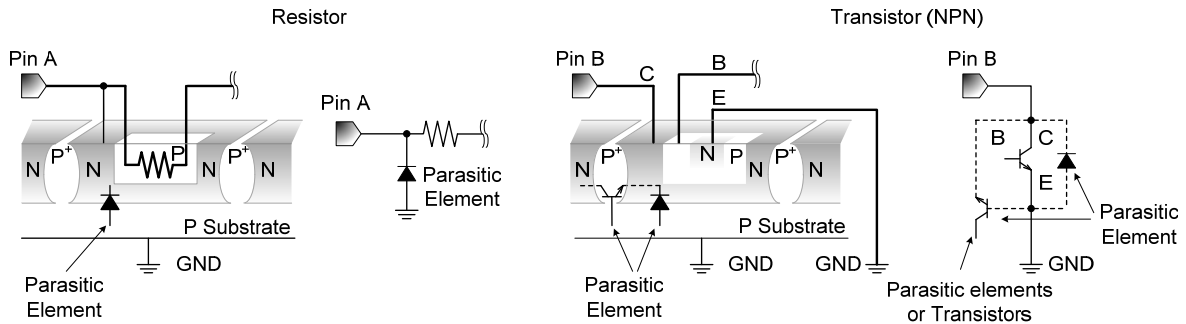 Resistor
Transistor (NPN)
Pin A
Pin A
Pin B
C
B
E
Pin B
N
P+
N
P
N
P+
N
N
P+
N
N
P
N
P+
N
B
C
E
Parasitic
Element
P Substrate
GND
Parasitic
Element
P Substrate
GND
GND
Parasitic
Element
Parasitic
Element
GND
Parasitic elements
or Transistors